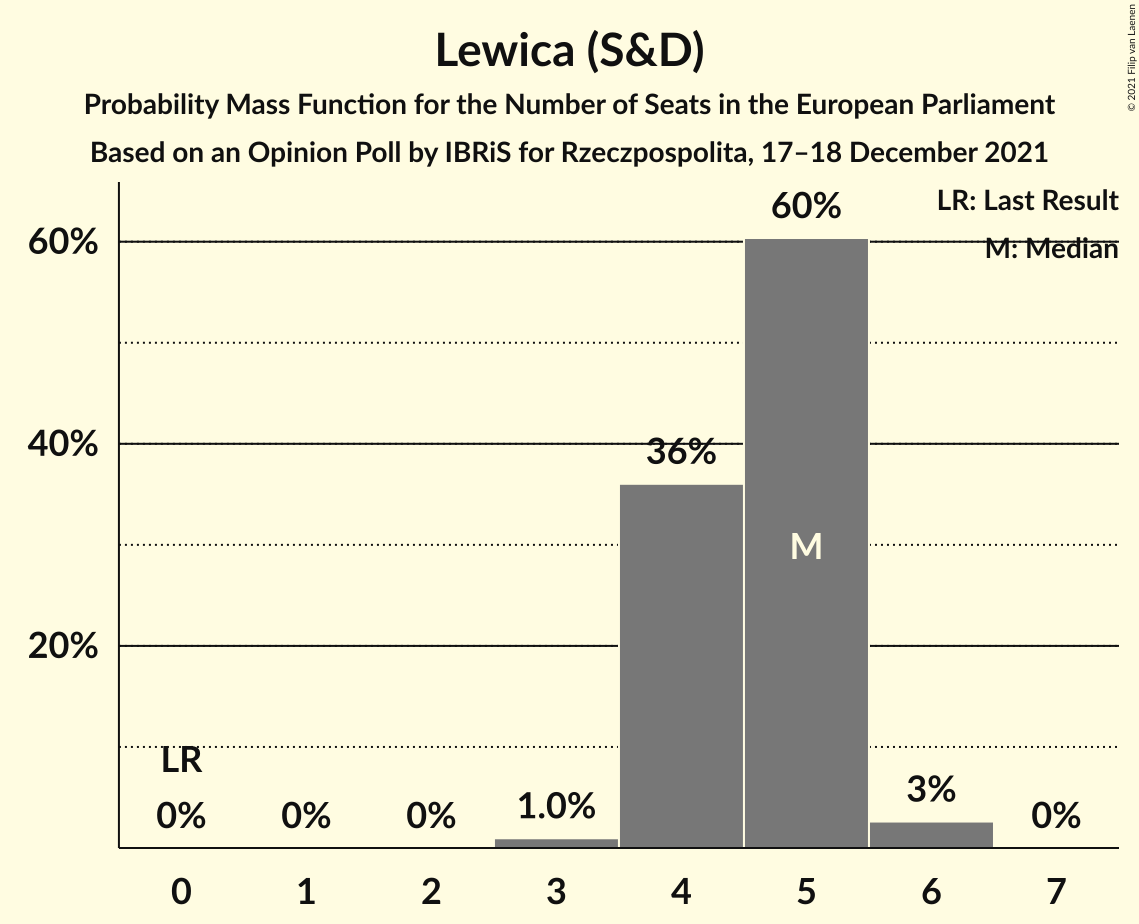 Lewica (S&D)
Probability Mass Function for the Number of Seats in the European Parliament
Based on an Opinion Poll by IBRiS for Rzeczpospolita, 17–18 December 2021
© 2021 Filip van Laenen
LR: Last Result
M: Median
60%
40%
20%
LR
0%
0%
0%
1.0%
36%
60%
M
3%
0%
0 1 2 3 4 5 6 7